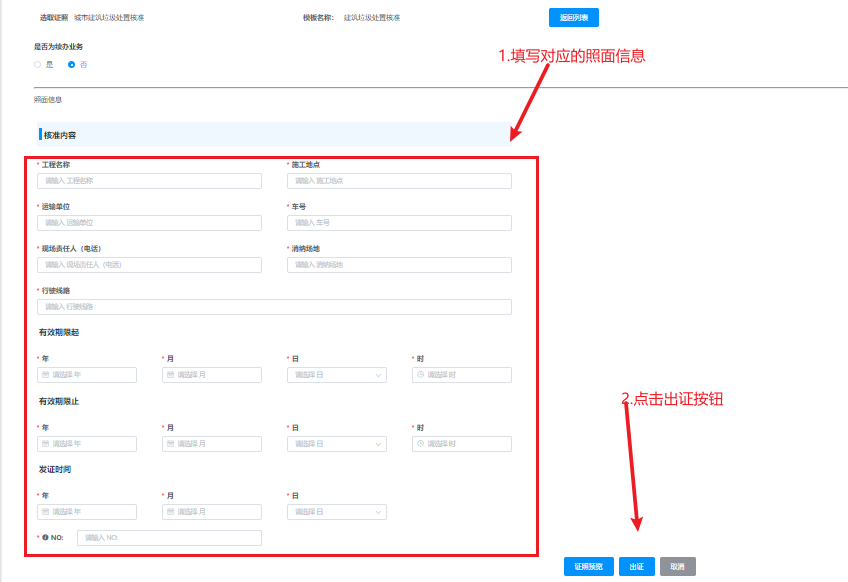 选取证照 城市建筑垃圾处置核准 模板名称: 建筑垃圾处置核准 返回列表
是否为续办业务
1.填写对应的照面信息
是 否
照面信息
核准内容
* 工程名称 * 施工地点
请输入 工程名称 请输入 施工地点
* 运输单位 * 车号
请输入 运输单位 请输入 车号
* 现场责任人（电话） * 消纳场地
请输入 现场责任人（电话） 请输入 消纳场地
* 行驶线路
请输入 行驶线路
有效期限起
* 年 * 月 * 日 * 时
请选择 年 请选择 月 请选择 日 请选择 时
有效期限止
2.点击出证按钮
* 年 * 月 * 日 * 时
请选择 年 请选择 月 请选择 日 请选择 时
发证时间
* 年 * 月 * 日
请选择 年 请选择 月 请选择 日
* NO: 请输入 NO:
证照预览 出证 取消